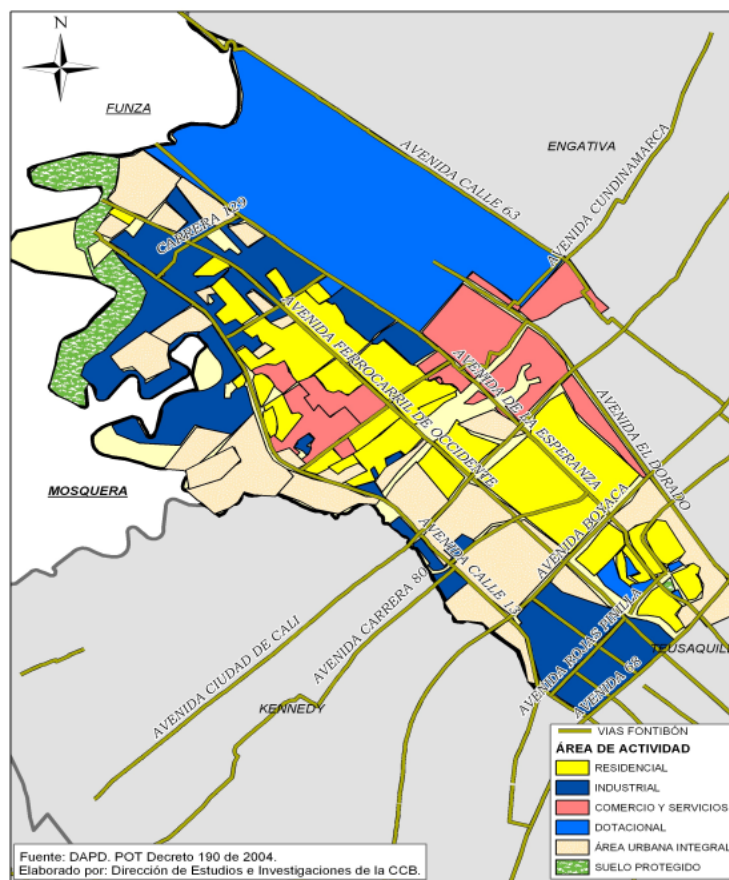 N
FUNZA
ENGATIVA
AVENIDA CALLE 63
AVENIDA CUNDINAMARCA
CARRERA 129
AVENIDA FERROCARRIL DE OCCIDENTE
AVENIDA DE LA ESPERANZA
AVENIDA EL DORADO
MOSQUERA
AVENIDA BOYACA
AVENIDA CALLE 13
AVENIDA CIUDAD DE CALI
AVENIDA CARRERA 80
AVENIDA ROJAS PINILLA
AVENIDA 68
TEUSAQUIL
KENNEDY
VIAS FONTIBÓN
ÁREA DE ACTIVIDAD
RESIDENCIAL
INDUSTRIAL
COMERCIO Y SERVICIOS
DOTACIONAL
ÁREA URBANA INTEGRAL
SUELO PROTEGIDO
Fuente: DAPD. POT Decreto 190 de 2004.
Elaborado por: Dirección de Estudios e Investigaciones de la CCB.